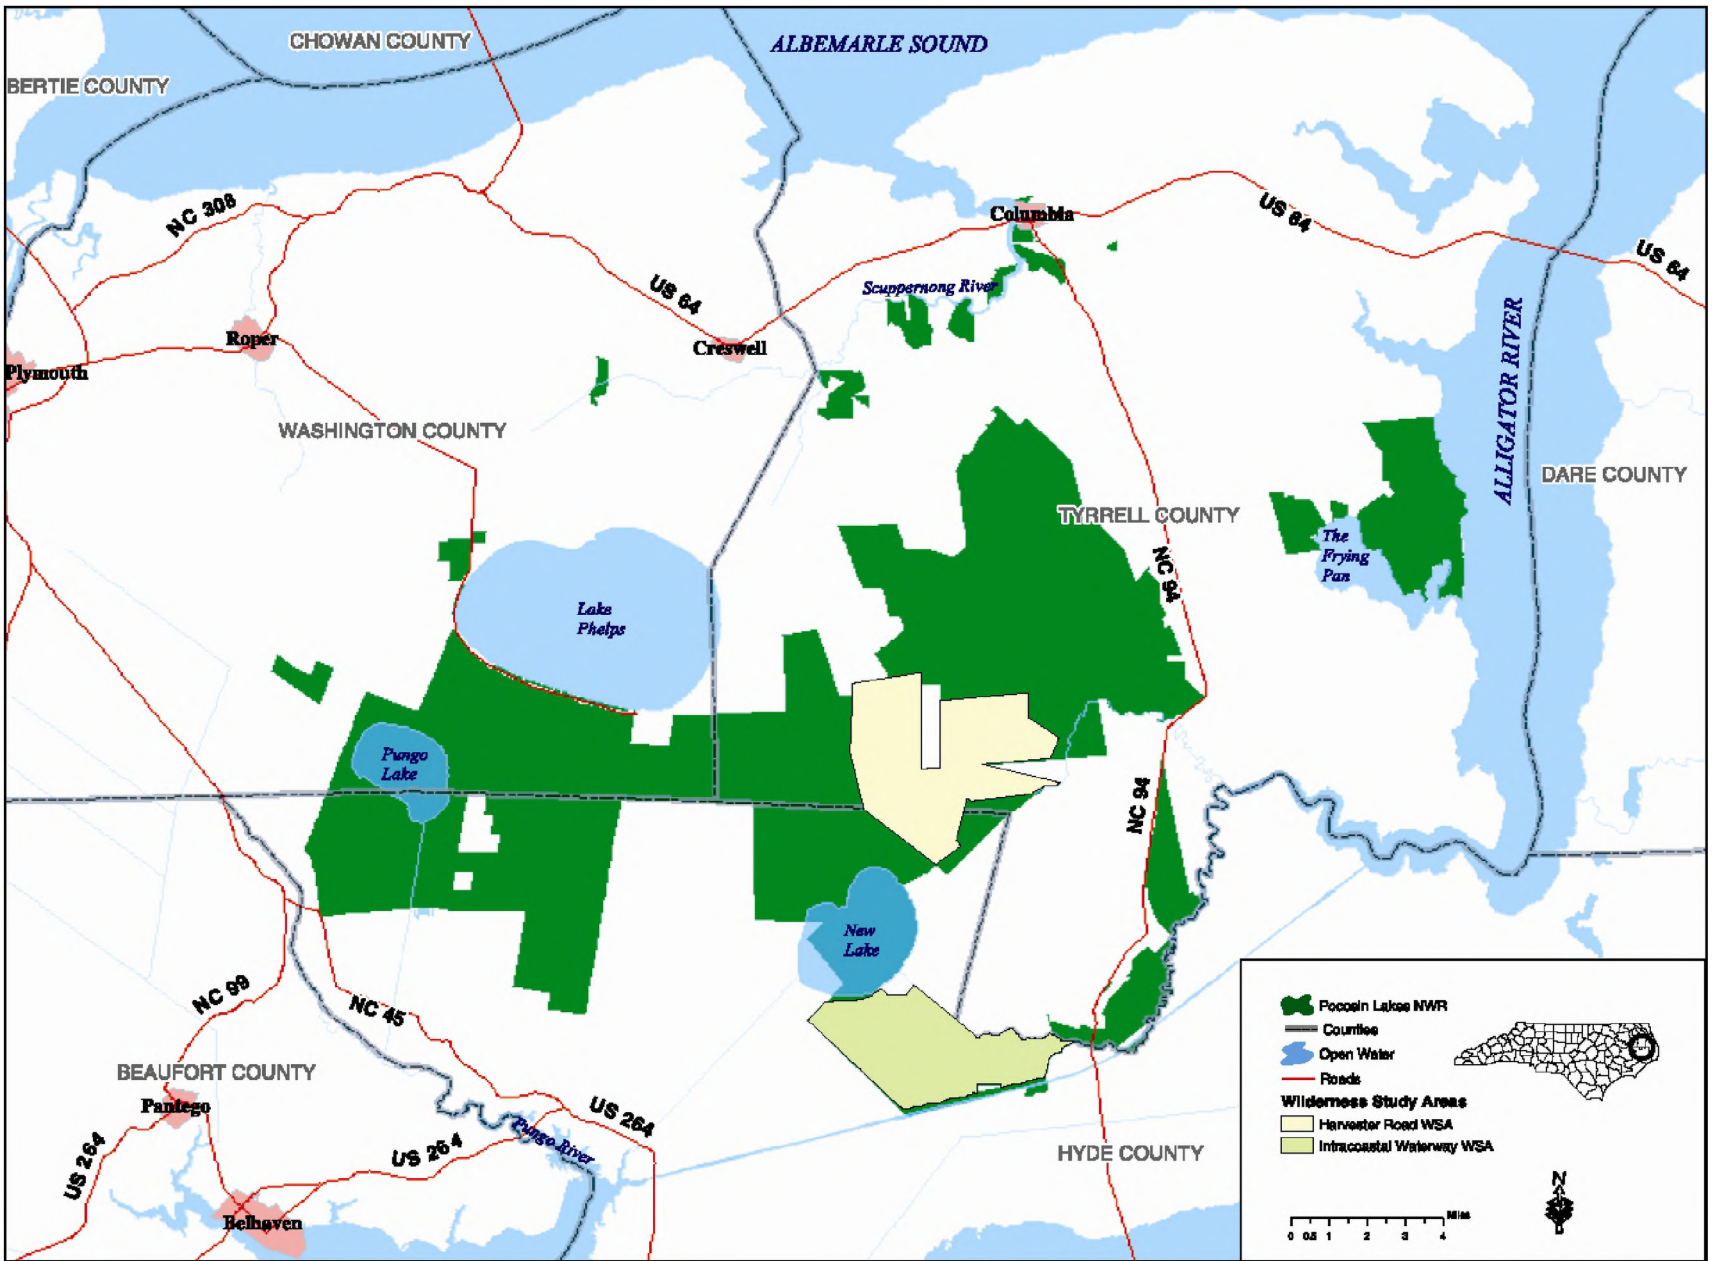 CHOWAN COUNTY
ALBEMARLE SOUND
BERTIE COUNTY
NC 308
Columbia
US 64
US 64
Scuppernong River
US 64
ALLIGATOR RIVER
Roper
Creswell
Plymouth
WASHINGTON COUNTY
DARE COUNTY
TYRRELL COUNTY
The
Frying
Pan
NC 94
Lake
Phelps
Pungo
Lake
NC 94
New
Lake
NC 99
NC 45
BEAUFORT COUNTY
Pantego
US 264
Pungo River
US 264
US 264
HYDE COUNTY
Belhaven
Pocosin Lakes NWR
Counties
Open Water
Roads
Wilderness Study Areas
Harvester Road WSA
Intracoastal Waterway WSA
N
Miles
0 0.5 1 2 3 4